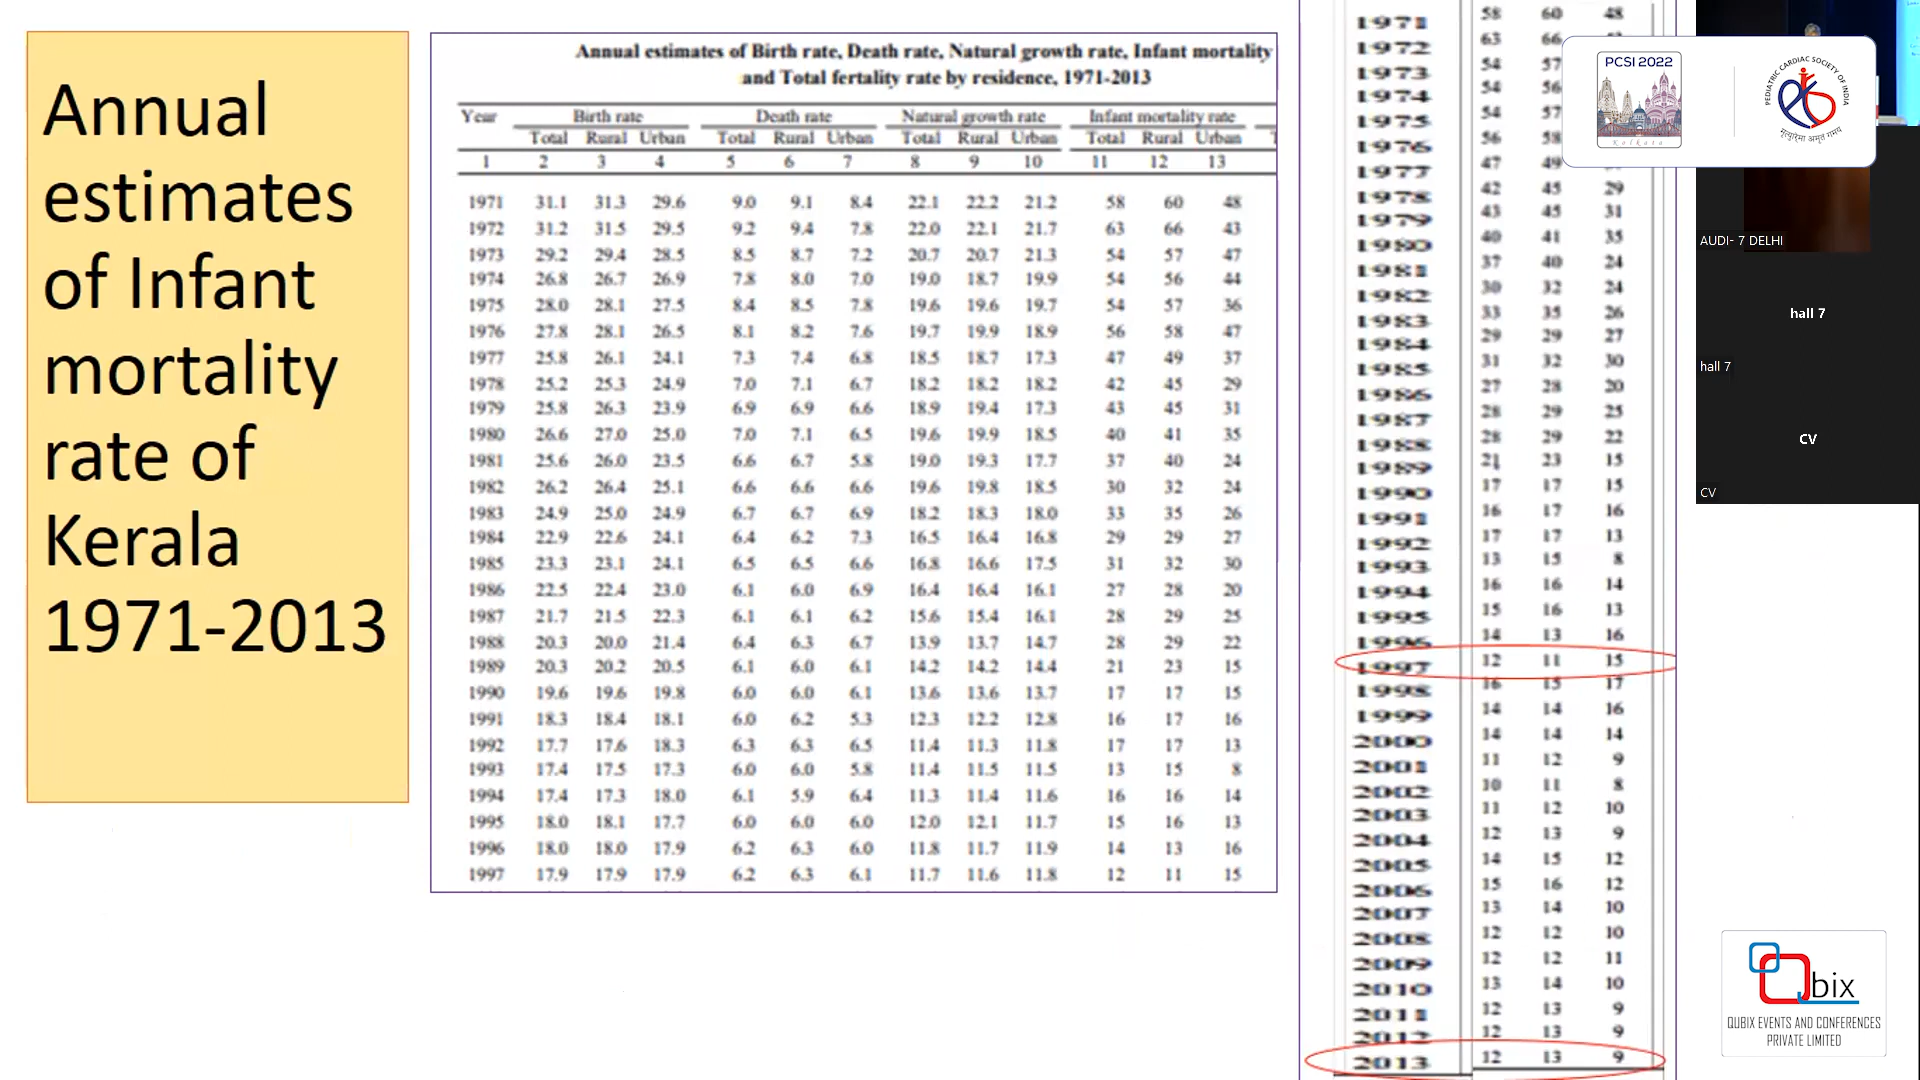 Annual
estimates
of Infant
mortality
rate of
Kerala
1971-2013
Annual estimates of Birth rate, Death rate, Natural growth rate, Infant mortality
and Total fertality rate by residence, 1971-2013
Year Birth rate Death rate Natural growth rate Infant mortality rate
Total Rural Urban Total Rural Urban Total Rural Urban Total Rural Urban
1 2 3 4 5 6 7 8 9 10 11 12 13
1971 31.1 31.3 29.6 9.0 9.1 8.4 22.1 22.2 21.2 58 60 48
1972 31.2 31.5 29.5 9.2 9.4 7.8 22.0 22.1 21.7 63 66 43
1973 29.2 29.4 28.5 8.5 8.7 7.2 20.7 20.7 21.3 54 57 47
1974 26.8 26.7 26.9 7.8 8.0 7.0 19.0 18.7 19.9 54 56 44
1975 28.0 28.1 27.5 8.4 8.5 7.8 19.6 19.6 19.7 54 57 36
1976 27.8 28.1 26.5 8.1 8.2 7.6 19.7 19.9 18.9 56 58 47
1977 25.8 26.1 24.1 7.3 7.4 6.8 18.5 18.7 17.3 47 49 37
1978 25.2 25.3 24.9 7.0 7.1 6.7 18.2 18.2 18.2 42 45 29
1979 25.8 26.3 23.9 6.9 6.9 6.6 18.9 19.4 17.3 43 45 31
1980 26.6 27.0 25.0 7.0 7.1 6.5 19.6 19.9 18.5 40 41 35
1981 25.6 26.0 23.5 6.6 6.7 5.8 19.0 19.3 17.7 37 40 24
1982 26.2 26.4 25.1 6.6 6.6 6.6 19.6 19.8 18.5 30 32 24
1983 24.9 25.0 24.9 6.7 6.7 6.9 18.2 18.3 18.0 33 35 26
1984 22.9 22.6 24.1 6.4 6.2 7.3 16.5 16.4 16.8 29 29 27
1985 23.3 23.1 24.1 6.5 6.5 6.6 16.8 16.6 17.5 31 32 30
1986 22.5 22.4 23.0 6.1 6.0 6.9 16.4 16.4 16.1 27 28 20
1987 21.7 21.5 22.3 6.1 6.1 6.2 15.6 15.4 16.1 28 29 25
1988 20.3 20.0 21.4 6.4 6.3 6.7 13.9 13.7 14.7 28 29 22
1989 20.3 20.2 20.5 6.1 6.0 6.1 14.2 14.2 14.4 21 23 15
1990 19.6 19.6 19.8 6.0 6.0 6.1 13.6 13.6 13.7 17 17 15
1991 18.3 18.4 18.1 6.0 6.2 5.3 12.3 12.2 12.8 16 17 16
1992 17.7 17.6 18.3 6.3 6.3 6.5 11.4 11.3 11.8 17 17 13
1993 17.4 17.5 17.3 6.0 6.0 5.8 11.4 11.5 11.5 13 15 8
1994 17.4 17.3 18.0 6.1 5.9 6.4 11.3 11.4 11.6 16 16 14
1995 18.0 18.1 17.7 6.0 6.0 6.0 12.0 12.1 11.7 15 16 13
1996 18.0 18.0 17.9 6.2 6.3 6.0 11.8 11.7 11.9 14 13 16
1997 17.9 17.9 17.9 6.2 6.3 6.1 11.7 11.6 11.8 12 11 15
1971 58 60 48
1972 63 66
1973 54 57
1974 54 56
1975 54 57
1976 56 58
1977 47 49
1978 42 45 29
1979 43 45 31
1980 40 41 35
1981 37 40 24
1982 30 32 24
1983 33 35 26
1984 29 29 27
1985 31 32 30
1986 27 28 20
1987 28 29 25
1988 28 29 22
1989 21 23 15
1990 17 17 15
1991 16 17 16
1992 17 17 13
1993 13 15 8
1994 16 16 14
1995 15 16 13
1996 14 13 16
1997 12 11 15
1998 16 15 17
1999 14 14 16
2000 14 14 14
2001 11 12 9
2002 10 11 8
2003 11 12 10
2004 12 13 9
2005 14 15 12
2006 15 16 12
2007 13 14 10
2008 12 12 10
2009 12 12 11
2010 13 14 10
2011 12 13 9
2012 12 13 9
2013 12 13 9
PCSI 2022
Kolkata
PEDIATRIC CARDIAC SOCIETY OF INDIA
मृत्योर्मा अमृतं गमय
AUDI- 7 DELHI
hall 7
hall 7
CV
CV
Qbix
QUBIX EVENTS AND CONFERENCES
PRIVATE LIMITED